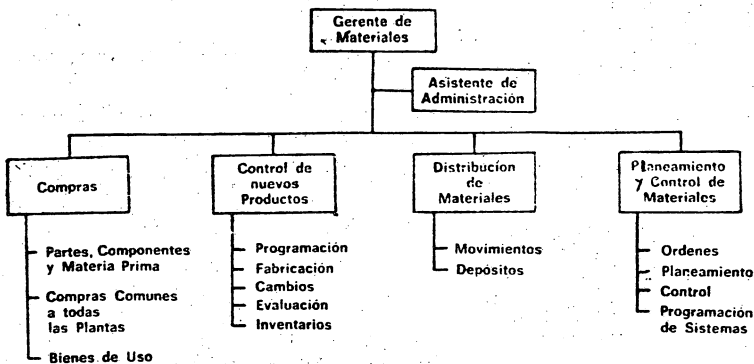 Gerente de
Materiales
Asistente de
Administración
Compras
Control de
nuevos
Productos
Distribucíon
de
Materiales
Planeamiento
y Control de
Materiales
Partes, Componentes
y Materia Prima
Compras Comunes
a todas
las Plantas
Bienes de Uso
Programación
Fabricación
Cambios
Evaluación
Inventarios
Movimientos
Depósitos
Ordenes
Planeamiento
Control
Programación
de Sistemas